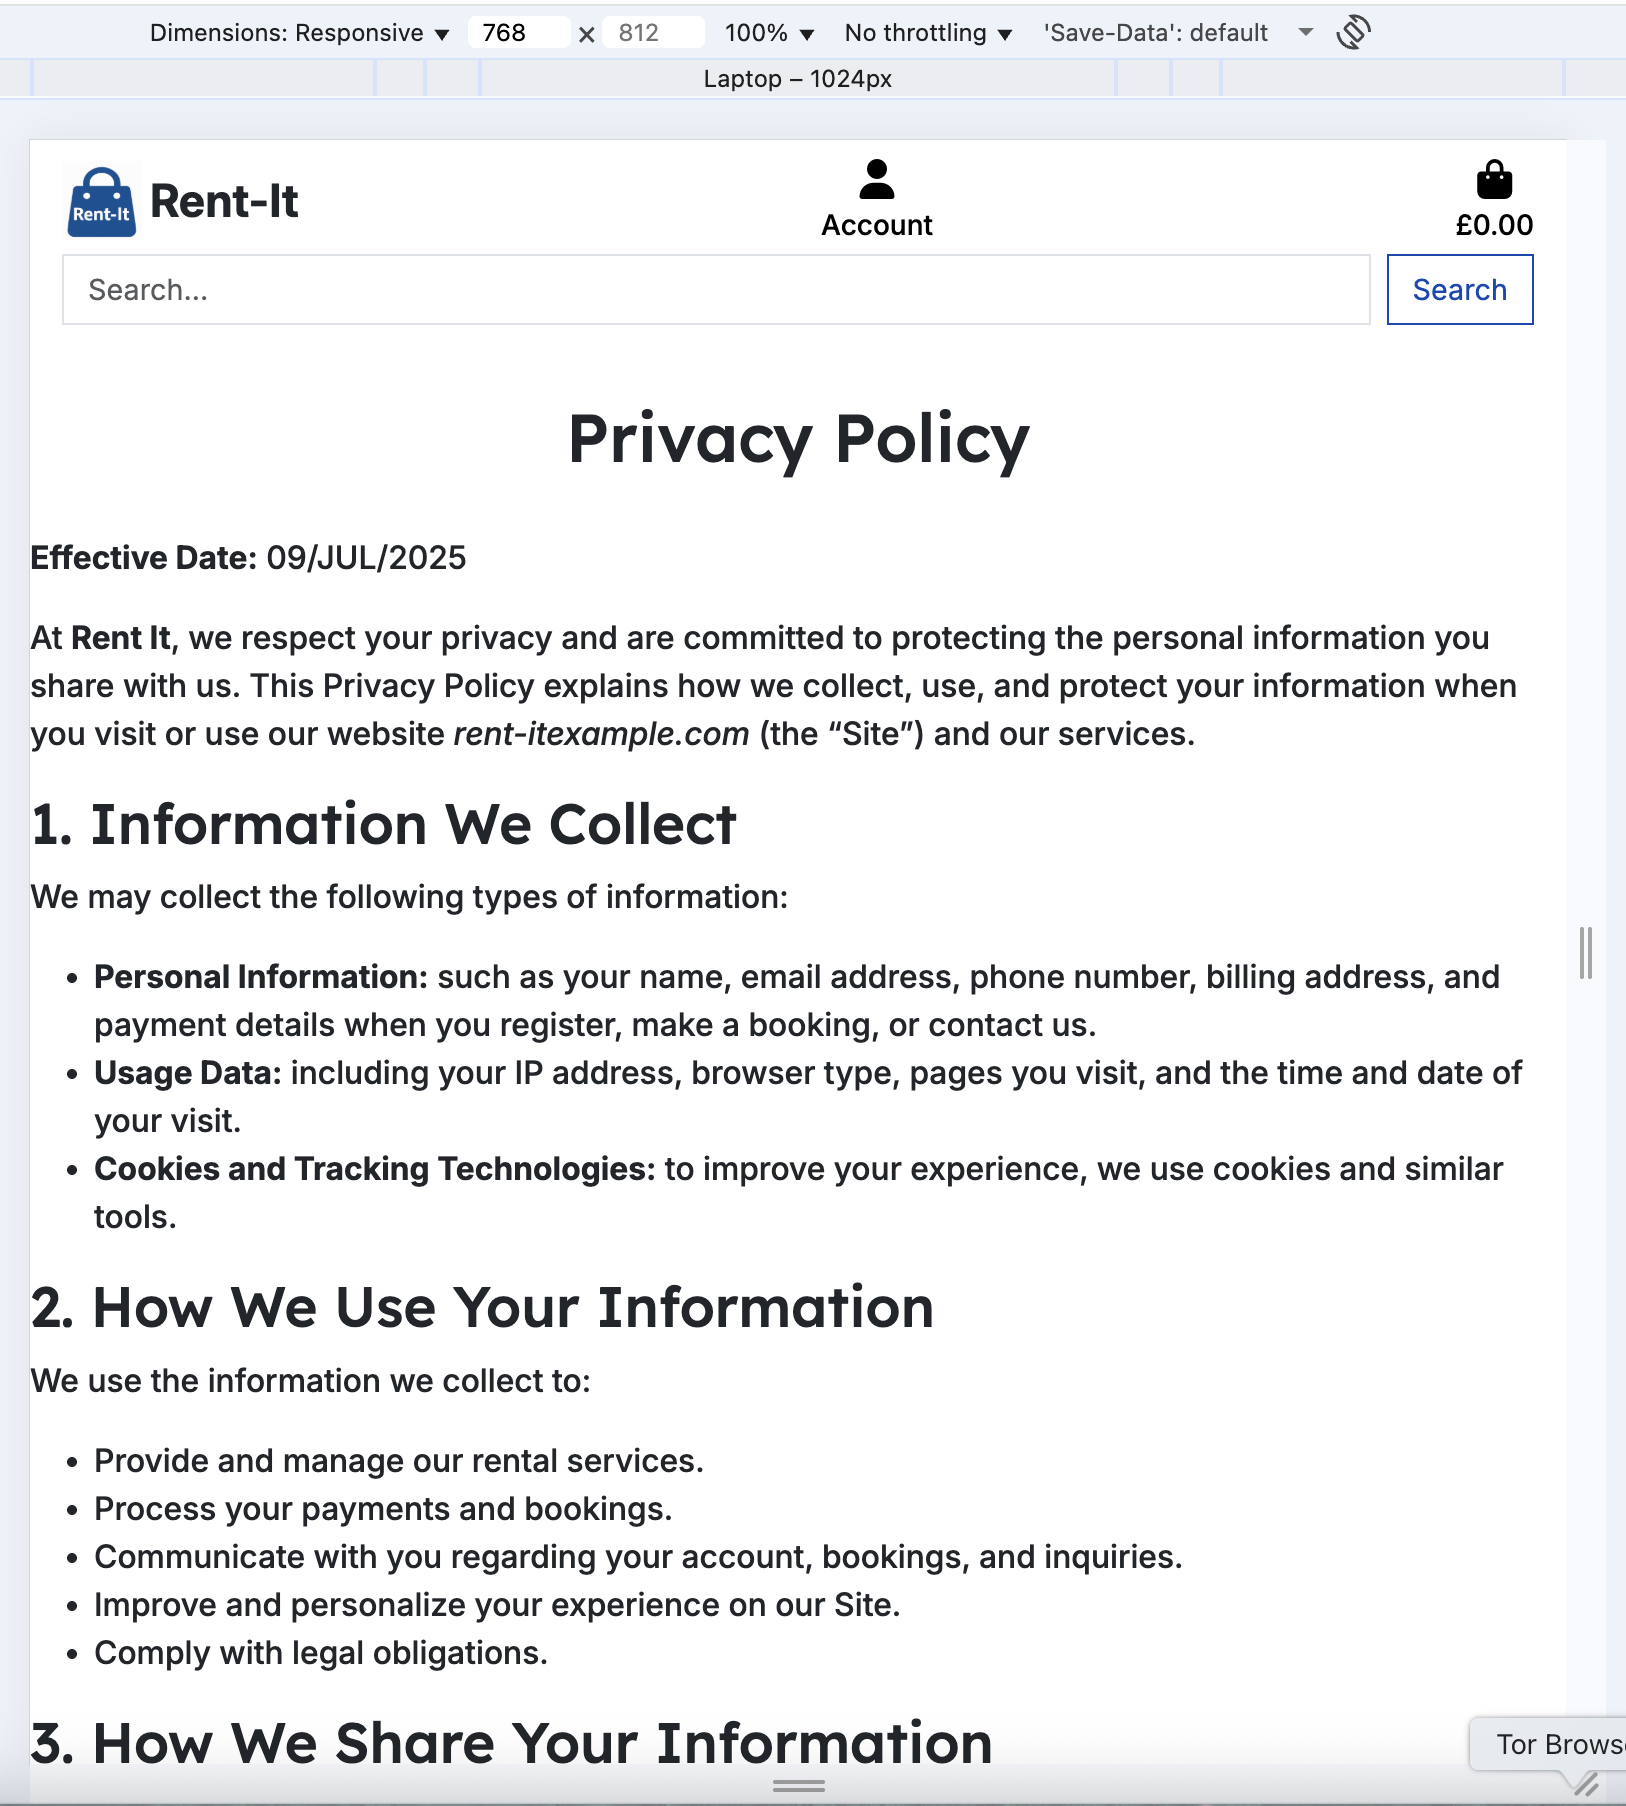 Dimensions: Responsive ▼ 768 × 812 100% ▼ No throttling ▼ 'Save-Data': default
Laptop – 1024px
Rent-It
Rent-It
Account
£0.00
Search...
Search
Privacy Policy
Effective Date: 09/JUL/2025
At Rent It, we respect your privacy and are committed to protecting the personal information you
share with us. This Privacy Policy explains how we collect, use, and protect your information when
you visit or use our website rent-itexample.com (the “Site”) and our services.
1. Information We Collect
We may collect the following types of information:
• Personal Information: such as your name, email address, phone number, billing address, and
payment details when you register, make a booking, or contact us.
• Usage Data: including your IP address, browser type, pages you visit, and the time and date of
your visit.
• Cookies and Tracking Technologies: to improve your experience, we use cookies and similar
tools.
2. How We Use Your Information
We use the information we collect to:
• Provide and manage our rental services.
• Process your payments and bookings.
• Communicate with you regarding your account, bookings, and inquiries.
• Improve and personalize your experience on our Site.
• Comply with legal obligations.
3. How We Share Your Information
Tor Brows